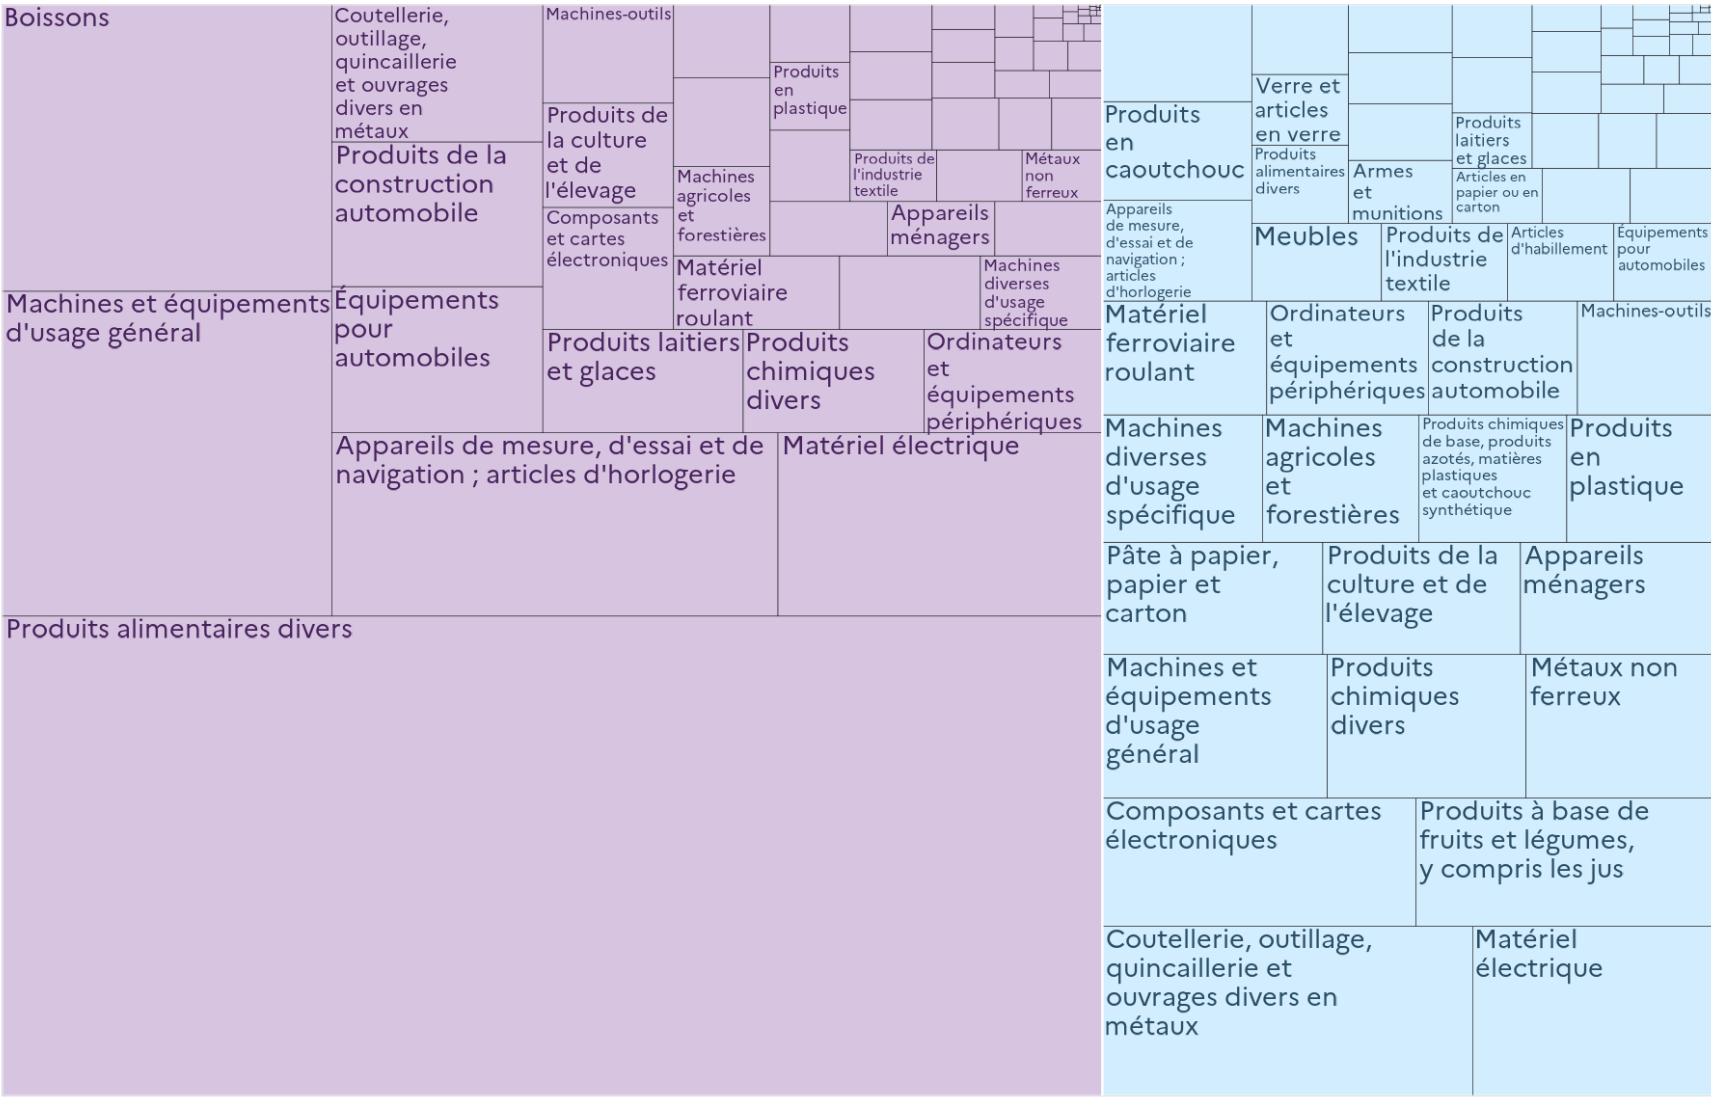 Boissons
Machines et équipements
d'usage général
Coutellerie,
outillage,
quincaillerie
et ouvrages
divers en
métaux
Produits de la
construction
automobile
Équipements
pour
automobiles
Machines-outils
Produits de
la culture
et de
l'élevage
Composants
et cartes
électroniques
Machines
agricoles
et
forestières
Produits
en
plastique
Produits de
l'industrie
textile
Métaux
non
ferreux
Appareils
ménagers
Matériel
ferroviaire
roulant
Machines
diverses
d'usage
spécifique
Produits laitiers
et glaces
Produits
chimiques
divers
Ordinateurs
et
équipements
périphériques
Appareils de mesure, d'essai et de
navigation ; articles d'horlogerie
Matériel électrique
Produits alimentaires divers
Produits
en
caoutchouc
Appareils
de mesure,
d'essai et de
navigation ;
articles
d'horlogerie
Verre et
articles
en verre
Produits
alimentaires
divers
Armes
et
munitions
Produits
laitiers
et glaces
Articles en
papier ou en
carton
Meubles
Produits de
l'industrie
textile
Articles
d'habillement
Équipements
pour
automobiles
Matériel
ferroviaire
roulant
Ordinateurs
et
équipements
périphériques
Produits
de la
construction
automobile
Machines-outils
Machines
diverses
d'usage
spécifique
Machines
agricoles
et
forestières
Produits chimiques
de base, produits
azotés, matières
plastiques
et caoutchouc
synthétique
Produits
en
plastique
Pâte à papier,
papier et
carton
Produits de la
culture et de
l'élevage
Appareils
ménagers
Machines et
équipements
d'usage
général
Produits
chimiques
divers
Métaux non
ferreux
Composants et cartes
électroniques
Produits à base de
fruits et légumes,
y compris les jus
Coutellerie, outillage,
quincaillerie et
ouvrages divers en
métaux
Matériel
électrique